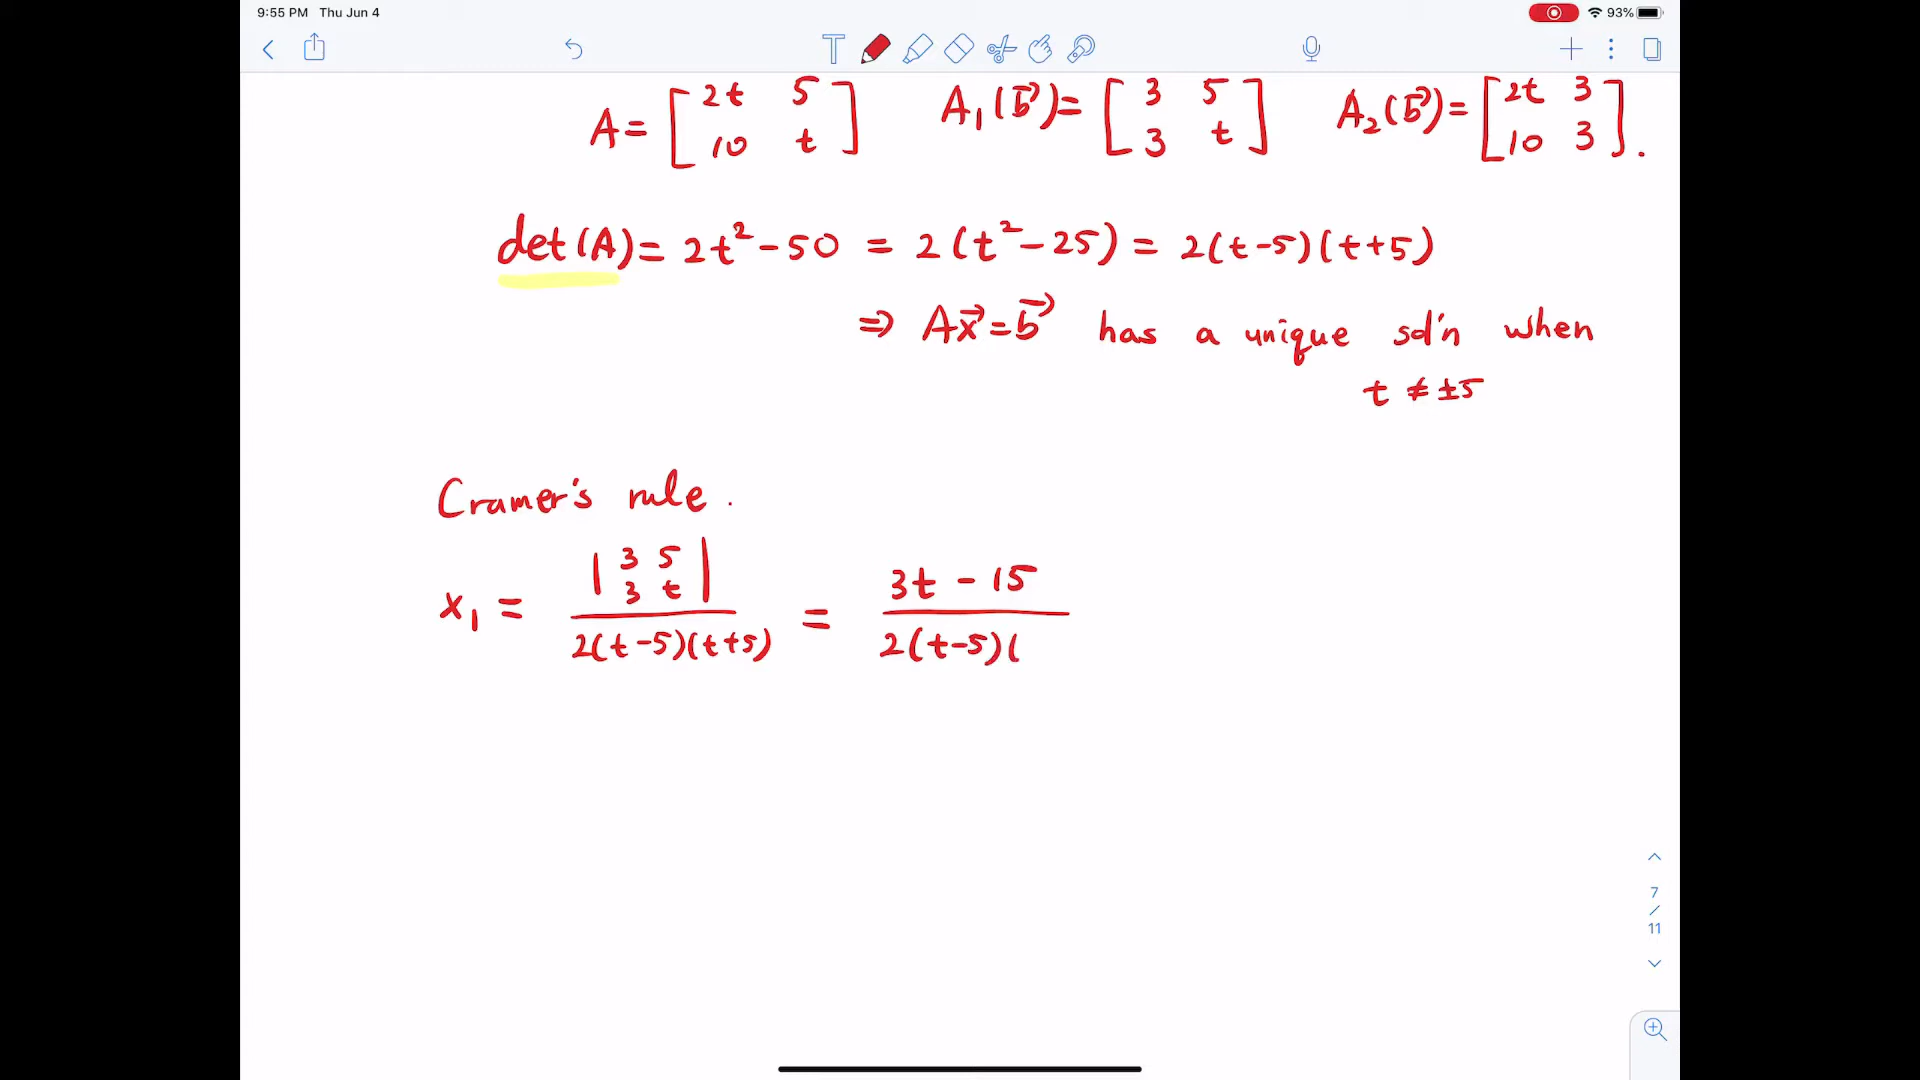 9:55 PM Thu Jun 4 93%
A = [ 2t 5 ] A₁(b⃗) = [ 3 5 ] A₂(b⃗) = [ 2t 3 ]
[ 10 t ] [ 3 t ] [ 10 3 ] .
det(A) = 2t² - 50 = 2(t² - 25) = 2(t-5)(t+5)
⇒ Ax⃗ = b⃗ has a unique sol'n when
t ≠ ±5
Cramer's rule .
| 3 5 |
| 3 t | 3t - 15
x₁ = ―――― = ――――
2(t-5)(t+5) 2(t-5)(
7
/
11